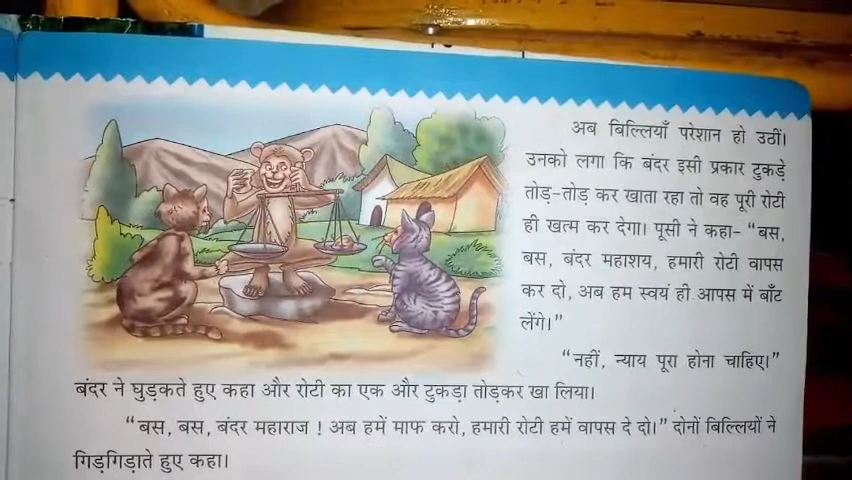 अब बिल्लियाँ परेशान हो उठीं।
उनको लगा कि बंदर इसी प्रकार टुकड़े
तोड़-तोड़ कर खाता रहा तो वह पूरी रोटी
ही खत्म कर देगा। पूसी ने कहा- “बस,
बस, बंदर महाशय, हमारी रोटी वापस
कर दो, अब हम स्वयं ही आपस में बाँट
लेंगे।”
“नहीं, न्याय पूरा होना चाहिए।”
बंदर ने घुड़कते हुए कहा और रोटी का एक और टुकड़ा तोड़कर खा लिया।
“बस, बस, बंदर महाराज ! अब हमें माफ करो, हमारी रोटी हमें वापस दे दो।” दोनों बिल्लियों ने
गिड़गिड़ाते हुए कहा।